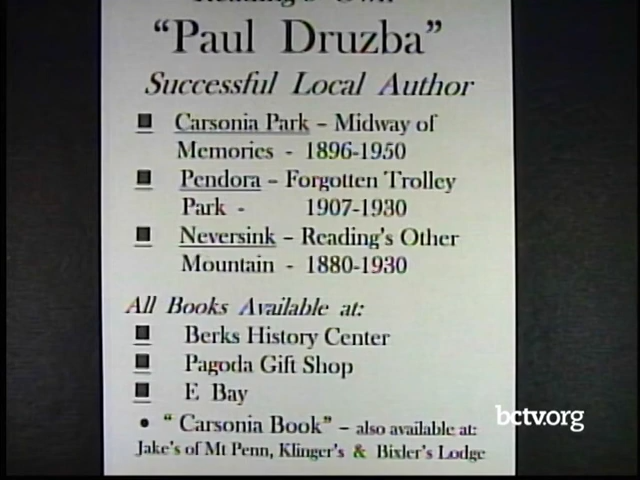 Reading's Own
“Paul Druzba”
Successful Local Author
Carsonia Park – Midway of
Memories - 1896-1950
Pendora – Forgotten Trolley
Park - 1907-1930
Neversink – Reading's Other
Mountain - 1880-1930
All Books Available at:
Berks History Center
Pagoda Gift Shop
E Bay
“ Carsonia Book” – also available at:
Jake's of Mt Penn, Klinger's & Bixler's Lodge
bctv.org